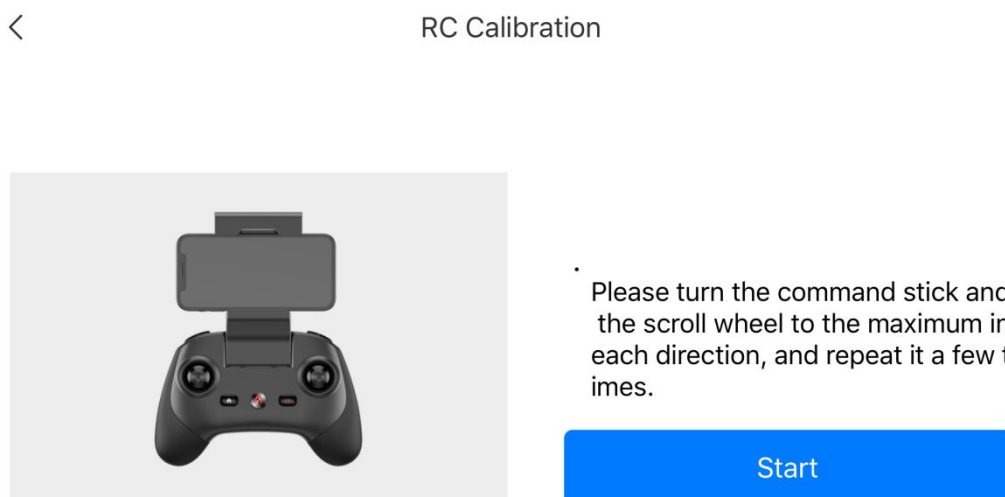 RC Calibration
Please turn the command stick and
the scroll wheel to the maximum in
each direction, and repeat it a few t
imes.
Start